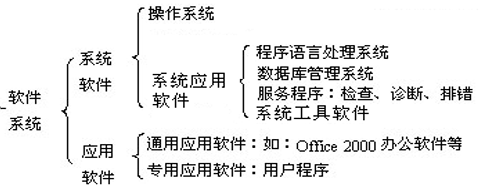 操作系统
系统
软件
程序语言处理系统
系统应用
软件
数据库管理系统
服务程序：检查、诊断、排错
系统工具软件
软件
系统
应用
软件
通用应用软件：如：Office 2000 办公软件等
专用应用软件：用户程序